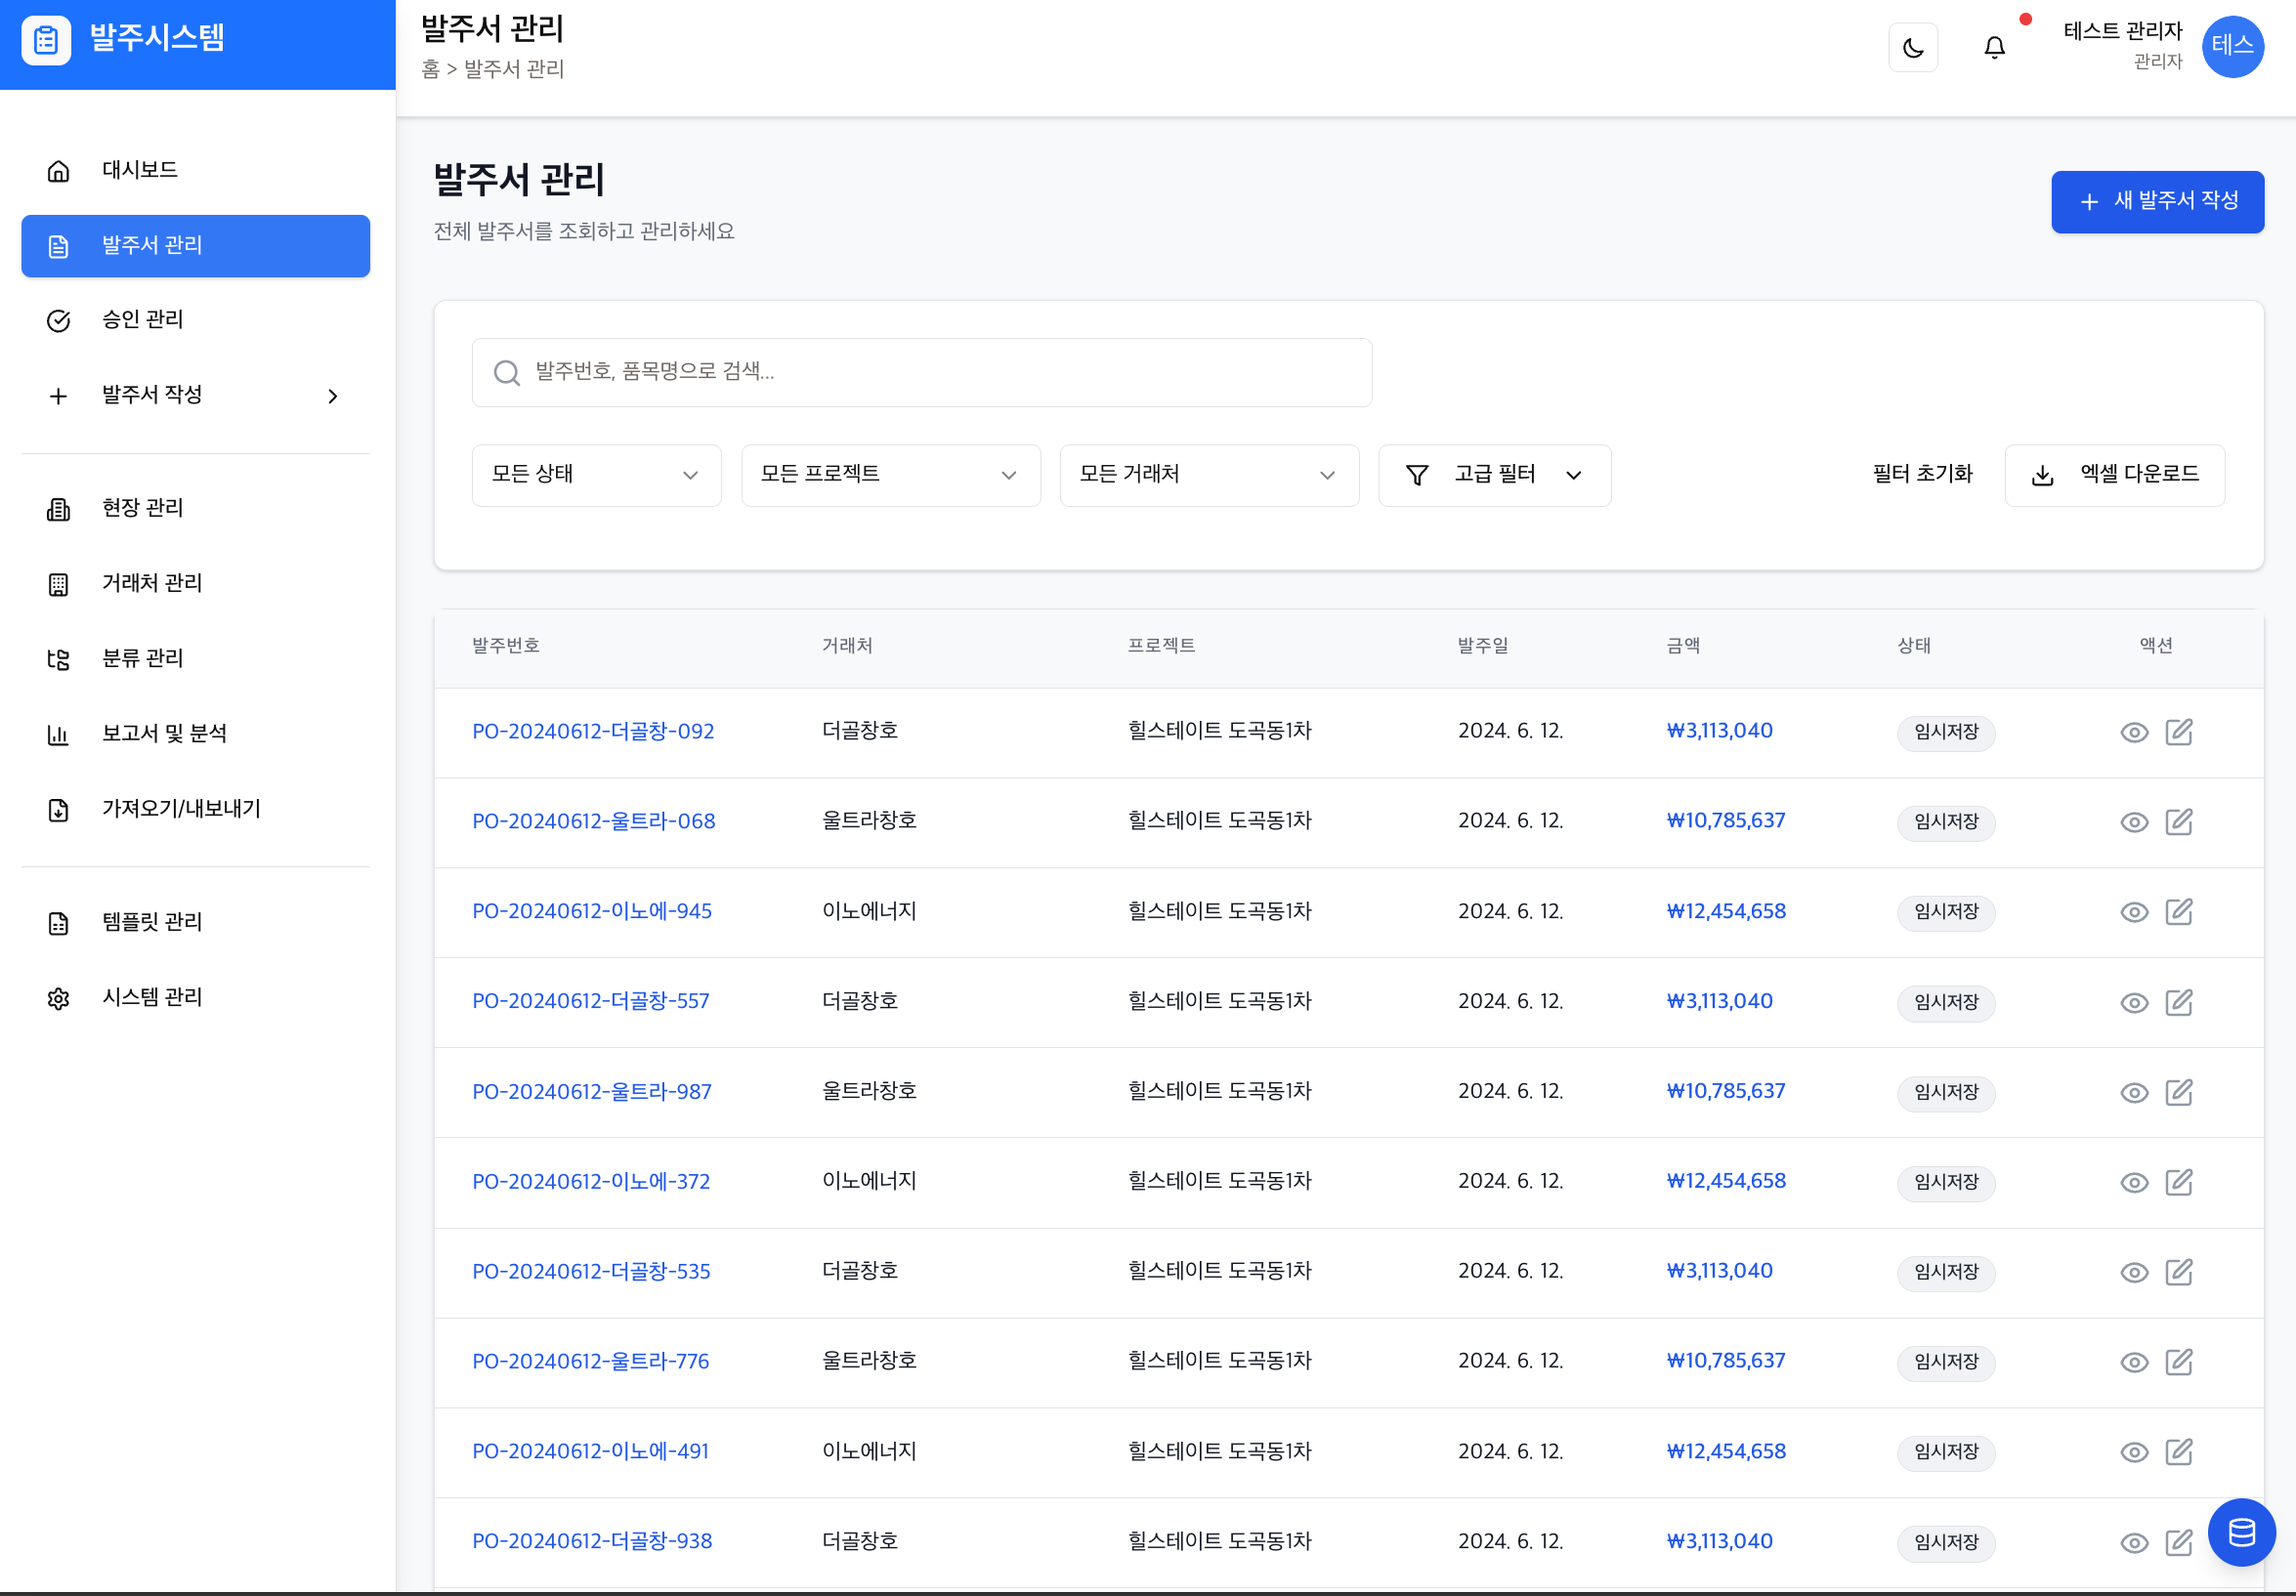 발주시스템
대시보드
발주서 관리
승인 관리
발주서 작성
현장 관리
거래처 관리
분류 관리
보고서 및 분석
가져오기/내보내기
템플릿 관리
시스템 관리
발주서 관리
홈 > 발주서 관리
테스트 관리자
관리자
테스
발주서 관리
전체 발주서를 조회하고 관리하세요
새 발주서 작성
발주번호, 품목명으로 검색...
모든 상태 모든 프로젝트 모든 거래처 고급 필터 필터 초기화 엑셀 다운로드
발주번호 거래처 프로젝트 발주일 금액 상태 액션
PO-20240612-더골창-092 더골창호 힐스테이트 도곡동1차 2024. 6. 12. ₩3,113,040 임시저장
PO-20240612-울트라-068 울트라창호 힐스테이트 도곡동1차 2024. 6. 12. ₩10,785,637 임시저장
PO-20240612-이노에-945 이노에너지 힐스테이트 도곡동1차 2024. 6. 12. ₩12,454,658 임시저장
PO-20240612-더골창-557 더골창호 힐스테이트 도곡동1차 2024. 6. 12. ₩3,113,040 임시저장
PO-20240612-울트라-987 울트라창호 힐스테이트 도곡동1차 2024. 6. 12. ₩10,785,637 임시저장
PO-20240612-이노에-372 이노에너지 힐스테이트 도곡동1차 2024. 6. 12. ₩12,454,658 임시저장
PO-20240612-더골창-535 더골창호 힐스테이트 도곡동1차 2024. 6. 12. ₩3,113,040 임시저장
PO-20240612-울트라-776 울트라창호 힐스테이트 도곡동1차 2024. 6. 12. ₩10,785,637 임시저장
PO-20240612-이노에-491 이노에너지 힐스테이트 도곡동1차 2024. 6. 12. ₩12,454,658 임시저장
PO-20240612-더골창-938 더골창호 힐스테이트 도곡동1차 2024. 6. 12. ₩3,113,040 임시저장